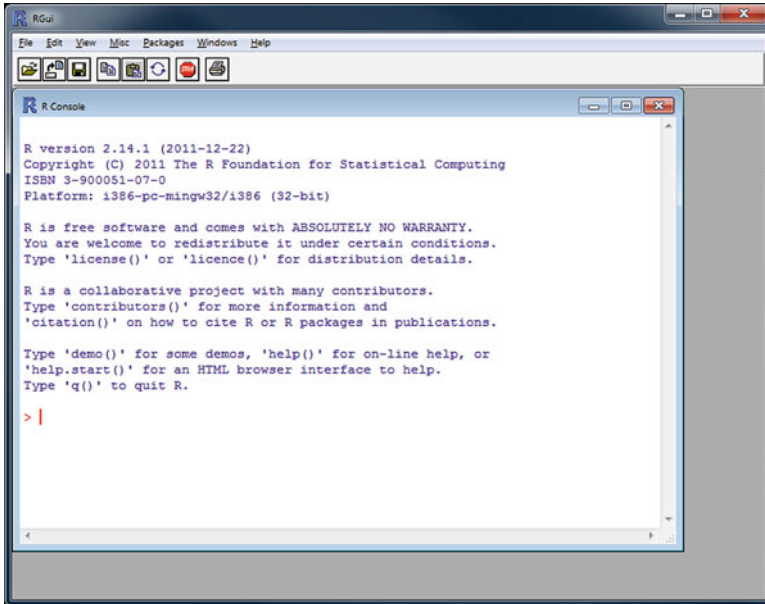 RGui
File Edit View Misc Packages Windows Help
STOP
R Console
R version 2.14.1 (2011-12-22)
Copyright (C) 2011 The R Foundation for Statistical Computing
ISBN 3-900051-07-0
Platform: i386-pc-mingw32/i386 (32-bit)
R is free software and comes with ABSOLUTELY NO WARRANTY.
You are welcome to redistribute it under certain conditions.
Type 'license()' or 'licence()' for distribution details.
R is a collaborative project with many contributors.
Type 'contributors()' for more information and
'citation()' on how to cite R or R packages in publications.
Type 'demo()' for some demos, 'help()' for on-line help, or
'help.start()' for an HTML browser interface to help.
Type 'q()' to quit R.
>